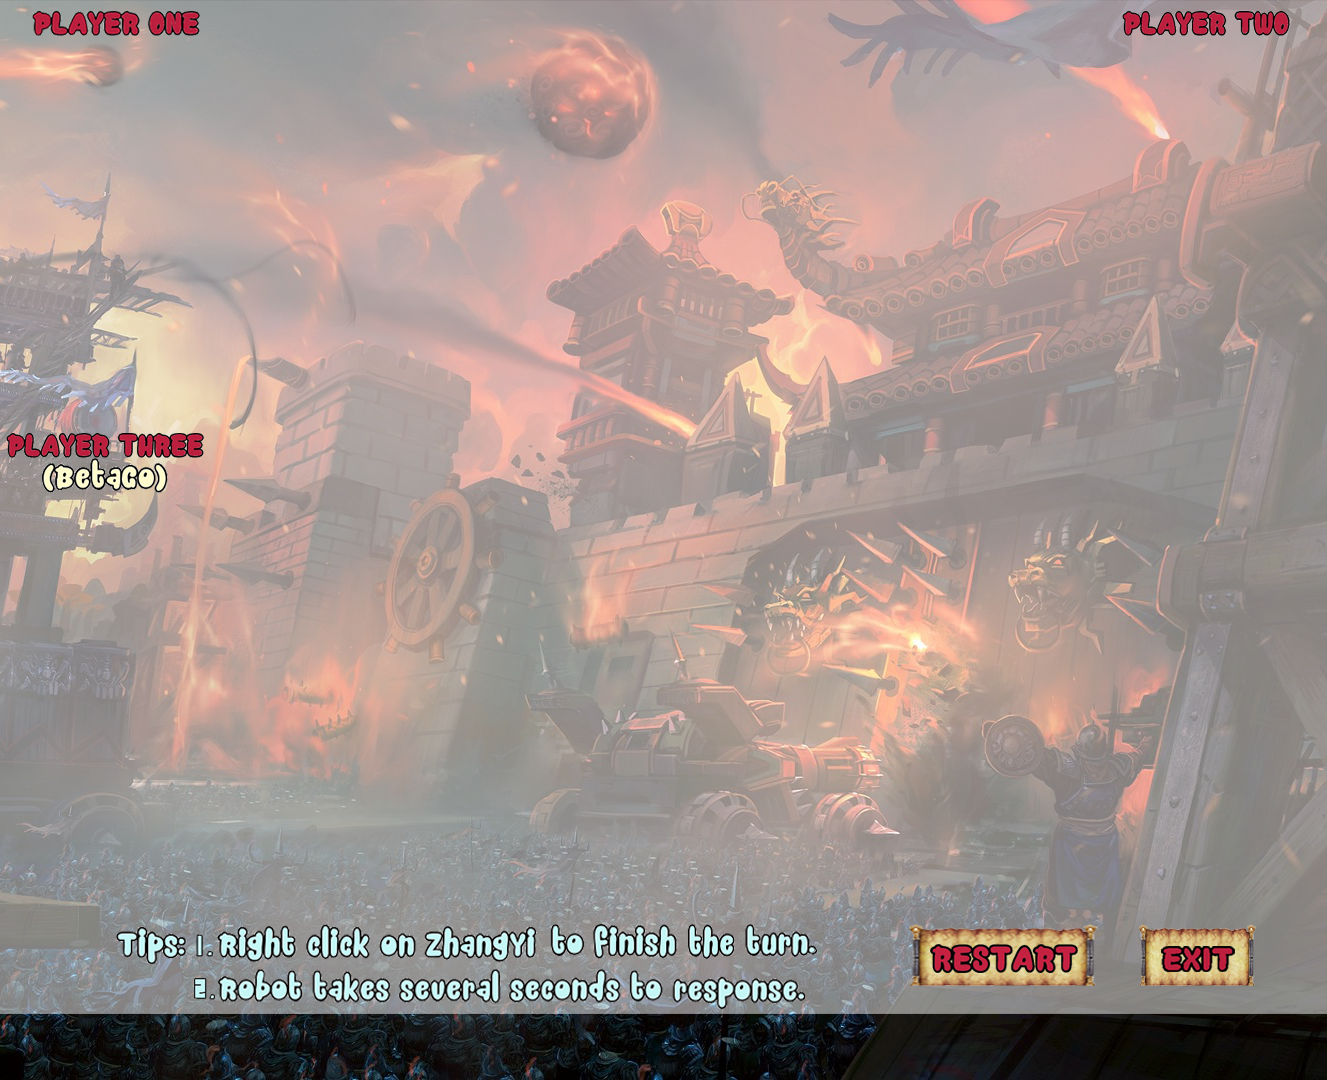 PLAYER ONE
PLAYER TWO
PLAYER THREE
(BetaGo)
Tips: 1. Right click on ZhangYi to finish the turn.
2. Robot takes several seconds to response.
RESTART
EXIT